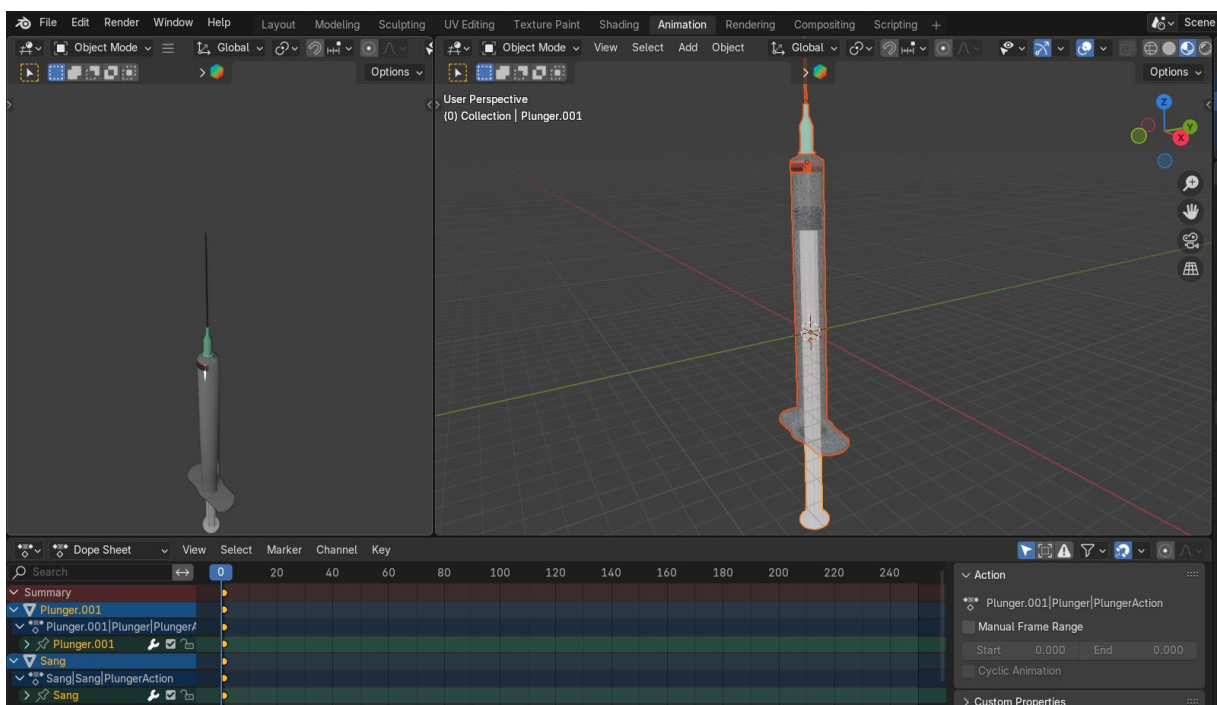 File Edit Render Window Help Layout Modeling Sculpting UV Editing Texture Paint Shading Animation Rendering Compositing Scripting + Scene
Object Mode Global Object Mode View Select Add Object Global
Options Options
User Perspective
(0) Collection | Plunger.001
Z
Y
X
Dope Sheet View Select Marker Channel Key
Search 0 20 40 60 80 100 120 140 160 180 200 220 240
Action
Summary
Plunger.001 Plunger.001|Plunger|PlungerAction
Plunger.001|Plunger|Plunger Manual Frame Range
Plunger.001 Start 0.000 End 0.000
Sang Cyclic Animation
Sang|Sang|PlungerAction
Sang Custom Properties